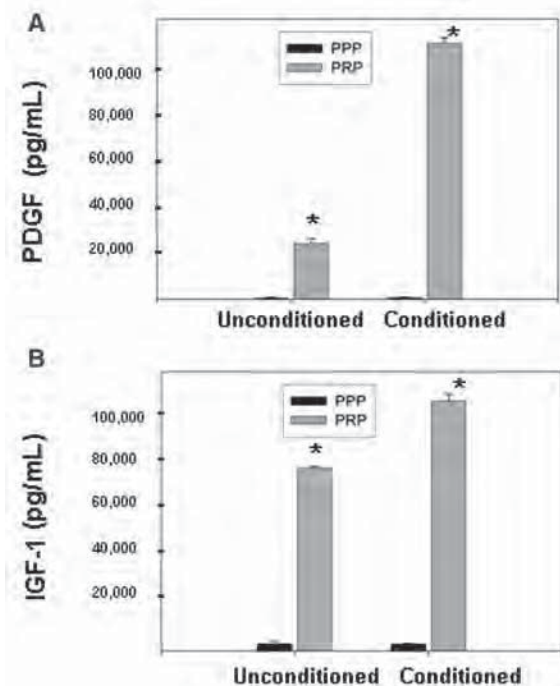 A
PDGF (pg/mL)
100,000
80,000
60,000
40,000
20,000
PPP
PRP
*
*
Unconditioned Conditioned
B
IGF-1 (pg/mL)
100,000
80,000
60,000
40,000
20,000
PPP
PRP
*
*
Unconditioned Conditioned